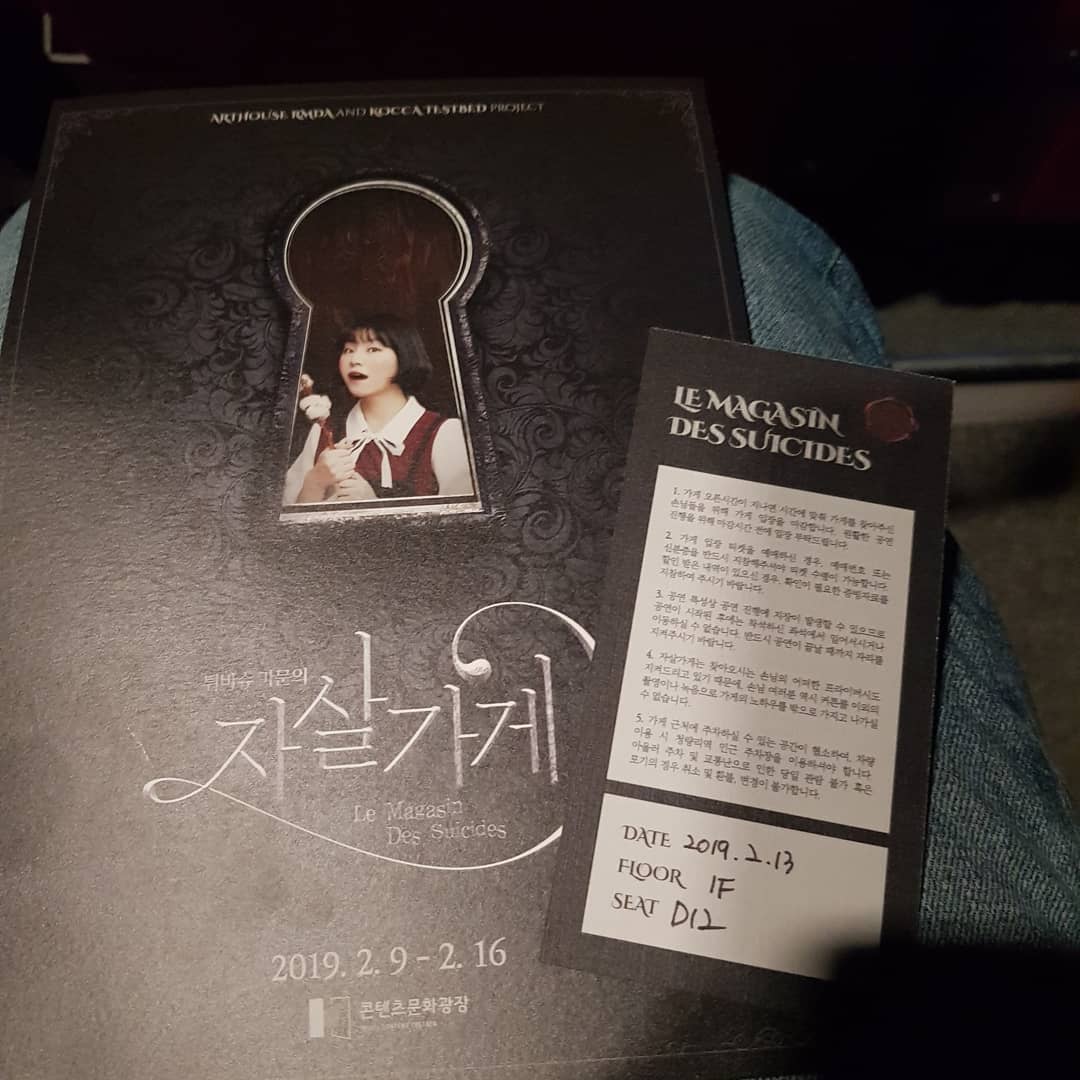 ARTHOUSE RMDA AND KOCCA TESTBED PROJECT
튀바슈 가문의
자살가게
Le Magasin
Des Suicides
2019. 2. 9 - 2. 16
콘텐츠문화광장
LE MAGASIN
DES SUICIDES
1. 가게 오픈시간이 지나면 시간에 맞춰 가게를 찾아주신
손님들을 위해 가게 입장을 마감합니다. 원활한 공연
진행을 위해 마감시간 전에 입장 부탁드립니다.
2. 가게 입장 티켓을 예매하신 경우, 예매번호 또는
신분증을 반드시 지참해주셔야 티켓 수령이 가능합니다.
할인 받은 내역이 있으신 경우, 확인이 필요한 증빙자료를
지참하여 주시기 바랍니다.
3. 공연 특성상 공연 진행에 지장이 발생할 수 있으므로
공연이 시작된 후에는 착석하신 좌석에서 일어서시거나
이동하실 수 없습니다. 반드시 공연이 끝날 때까지 자리를
지켜주시기 바랍니다.
4. 자살가게는 찾아오시는 손님의 어떠한 프라이버시도
지켜드리고 있기 때문에, 손님 여러분 역시 커튼콜 이외의
촬영이나 녹음으로 가게의 노하우를 밖으로 가지고 나가실
수 없습니다.
5. 가게 근처에 주차하실 수 있는 공간이 협소하여, 차량
이용 시 청량리역 인근 주차장을 이용하셔야 합니다.
아울러 주차 및 교통난으로 인한 당일 관람 불가 혹은
포기의 경우 취소 및 환불, 변경이 불가합니다.
DATE 2019.2.13
FLOOR 1F
SEAT D12